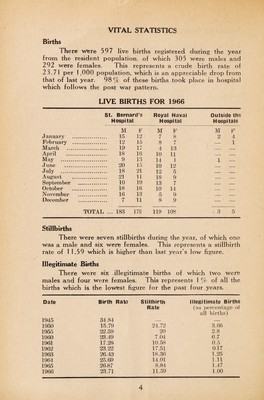 VITAL STATISTICS
Births
There were 597 live births registered during the year
from the resident population, of which 305 were males and
292 were females. This represents a crude birth rate of
23.71 per 1,000 population, which is an appreciable drop from
that of last year. 98% of these births took place in hospital
which follows the post war pattern.
LIVE BIRTHS FOR 1966
St. Bernard's Royal Naval Outside the
Hospital Hospital Hospitals
M F M F M F
January 16 12 7 8 2 4
February 12 15 8 7 — 1
March 19 17 4 13 — —
April 18 15 10 11 — —
May 9 13 14 1 —
June 20 15 10 12 — —
July 18 21 12 5 — —
August 21 11 18 9 — —
September 10 13 7 — —
October 18 10 14 — —
November 16 13 5 9 — —
December 7 11 8 9 — —
TOTAL 183 179 119 108 3 5
Stillbirths
There were seven stillbirths during the year, of which one
was a male and six were females. This represents a stillbirth
rate of 11.59 which is higher than last year's low figure.
Illegitimate Births
There were six illegitimate births of which two were
males and four were females. This represents 1% of all the
births which is the lowest figure for the past four years.
Date Birth Rate Stillbirth Illegitimate Births
Rate (as percentage of
all births)
1945 34.84 — —
1950 15.79 24.72 3.66
1955 22.59 20 2.8
1960 23.49 7.04 0.7
1961 17.28 10.58 0.5
1962 23.22 17.51 0.17
1963 26.43 18.36 1.25
1964 25.69 14.01 1.11
1965 26.87 8.84 1.47
1966 23.71 11.59 1.00
4